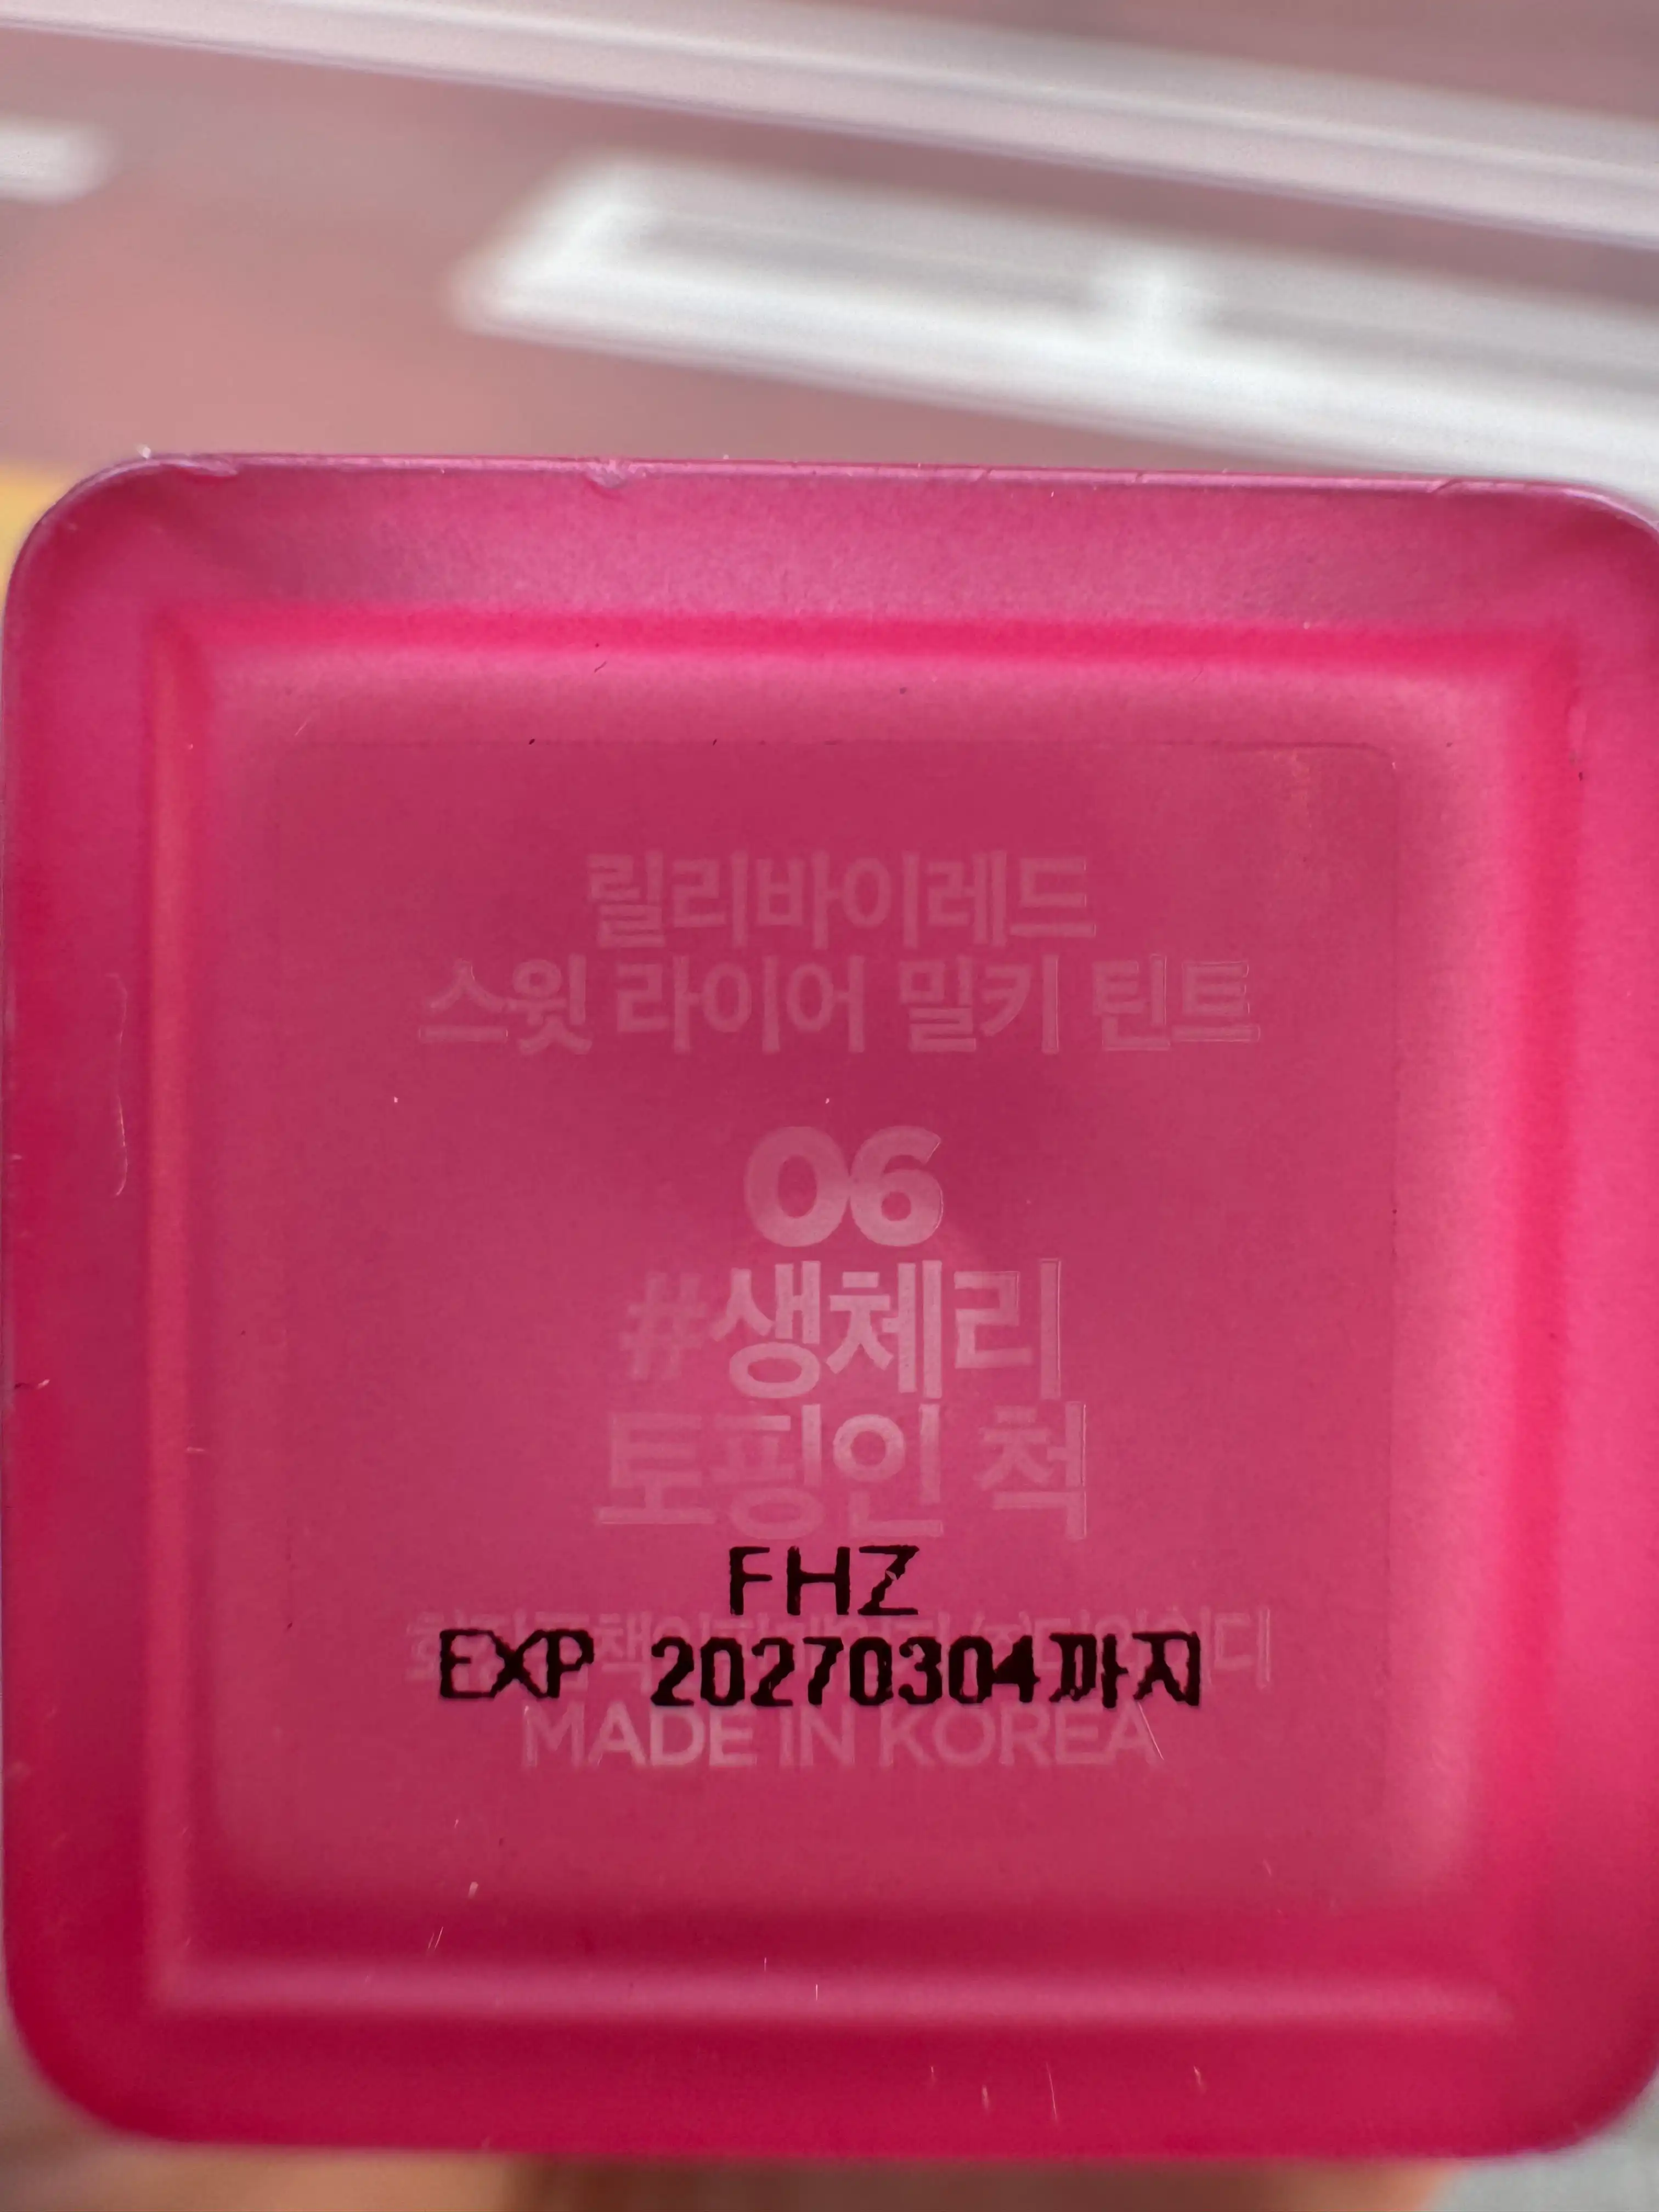 릴리바이레드
스윗 라이어 밀키 틴트
06
#생체리
토핑인 척
FHZ
EXP 20270304까지
MADE IN KOREA